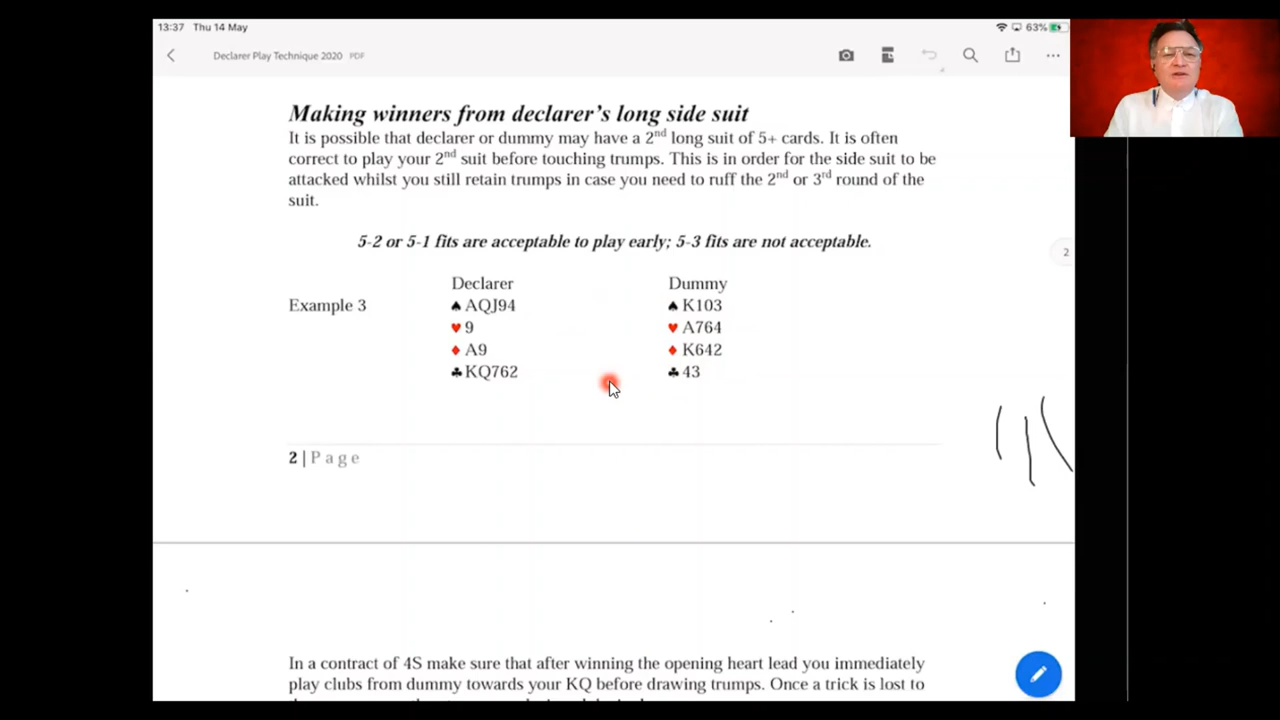 13:37 Thu 14 May 63%
Declarer Play Technique 2020 PDF
Making winners from declarer's long side suit
It is possible that declarer or dummy may have a 2nd long suit of 5+ cards. It is often
correct to play your 2nd suit before touching trumps. This is in order for the side suit to be
attacked whilst you still retain trumps in case you need to ruff the 2nd or 3rd round of the
suit.
5-2 or 5-1 fits are acceptable to play early; 5-3 fits are not acceptable.
2
Declarer Dummy
Example 3 ♠ AQJ94 ♠ K103
♥ 9 ♥ A764
♦ A9 ♦ K642
♣ KQ762 ♣ 43
2 | Page
In a contract of 4S make sure that after winning the opening heart lead you immediately
play clubs from dummy towards your KQ before drawing trumps. Once a trick is lost to